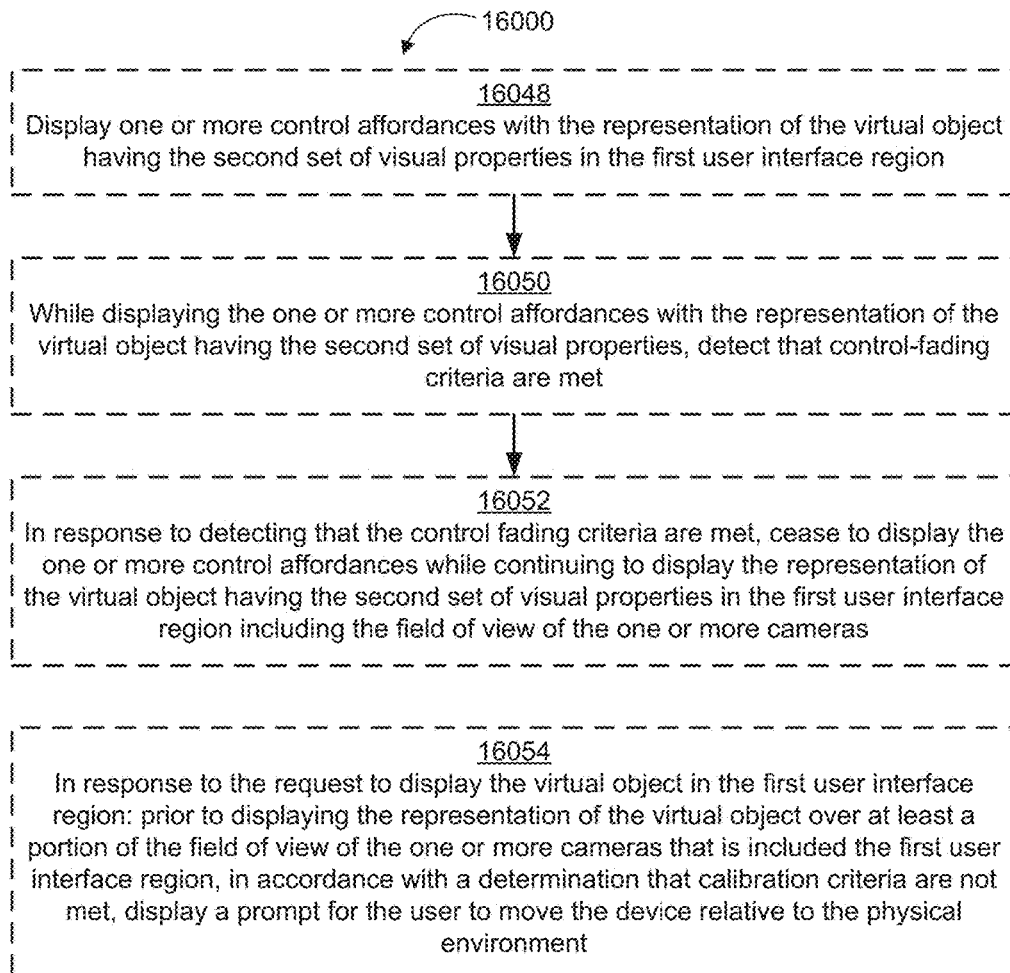 16000
16048
Display one or more control affordances with the representation of the virtual object
having the second set of visual properties in the first user interface region
16050
While displaying the one or more control affordances with the representation of the
virtual object having the second set of visual properties, detect that control-fading
criteria are met
16052
In response to detecting that the control fading criteria are met, cease to display the
one or more control affordances while continuing to display the representation of
the virtual object having the second set of visual properties in the first user interface
region including the field of view of the one or more cameras
16054
In response to the request to display the virtual object in the first user interface
region: prior to displaying the representation of the virtual object over at least a
portion of the field of view of the one or more cameras that is included the first user
interface region, in accordance with a determination that calibration criteria are not
met, display a prompt for the user to move the device relative to the physical
environment